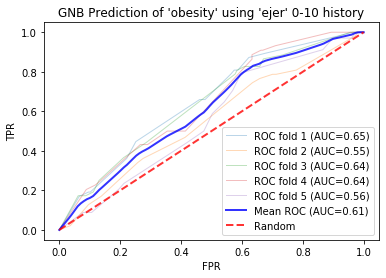 GNB Prediction of 'obesity' using 'ejer' 0-10 history
1.0
0.8
0.6
0.4
0.2
0.0
TPR
ROC fold 1 (AUC=0.65)
ROC fold 2 (AUC=0.55)
ROC fold 3 (AUC=0.64)
ROC fold 4 (AUC=0.64)
ROC fold 5 (AUC=0.56)
Mean ROC (AUC=0.61)
Random
0.0 0.2 0.4 0.6 0.8 1.0
FPR